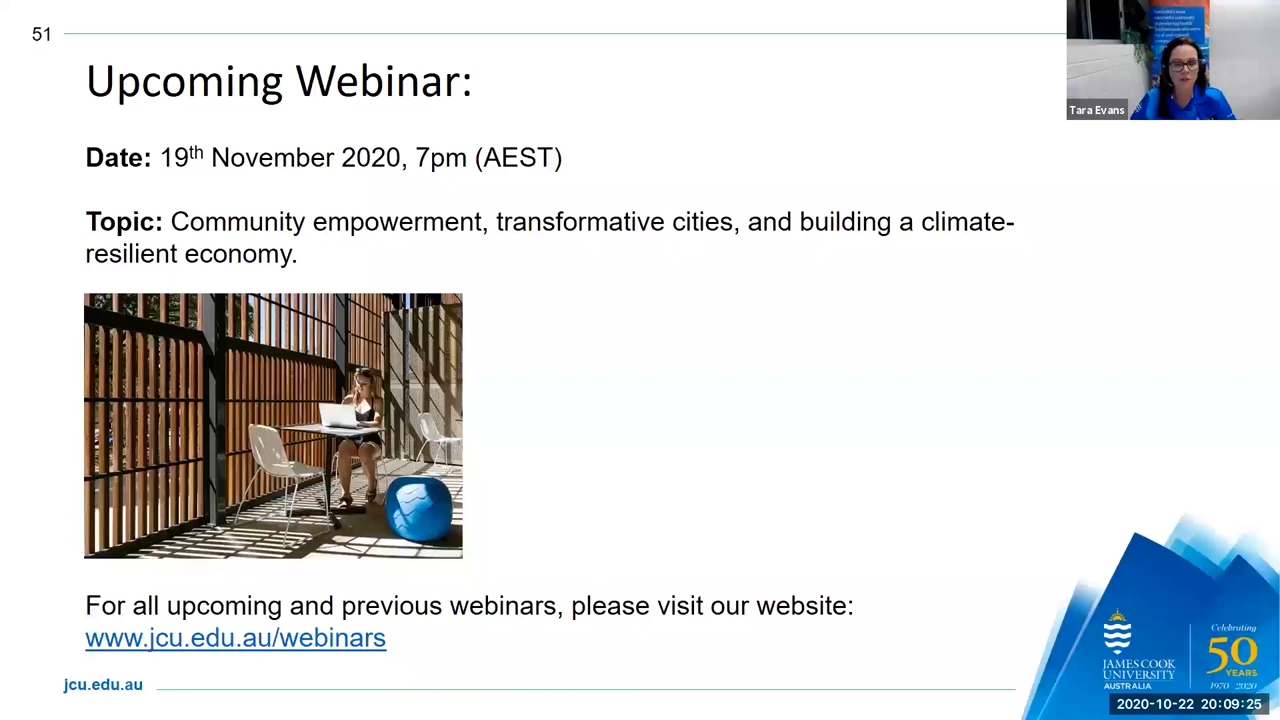 51
Upcoming Webinar:
Tara Evans
Date: 19th November 2020, 7pm (AEST)
Topic: Community empowerment, transformative cities, and building a climate-
resilient economy.
For all upcoming and previous webinars, please visit our website:
www.jcu.edu.au/webinars
jcu.edu.au
JAMES COOK
UNIVERSITY
AUSTRALIA
Celebrating
50
YEARS
1970 - 2020
2020-10-22 20:09:25